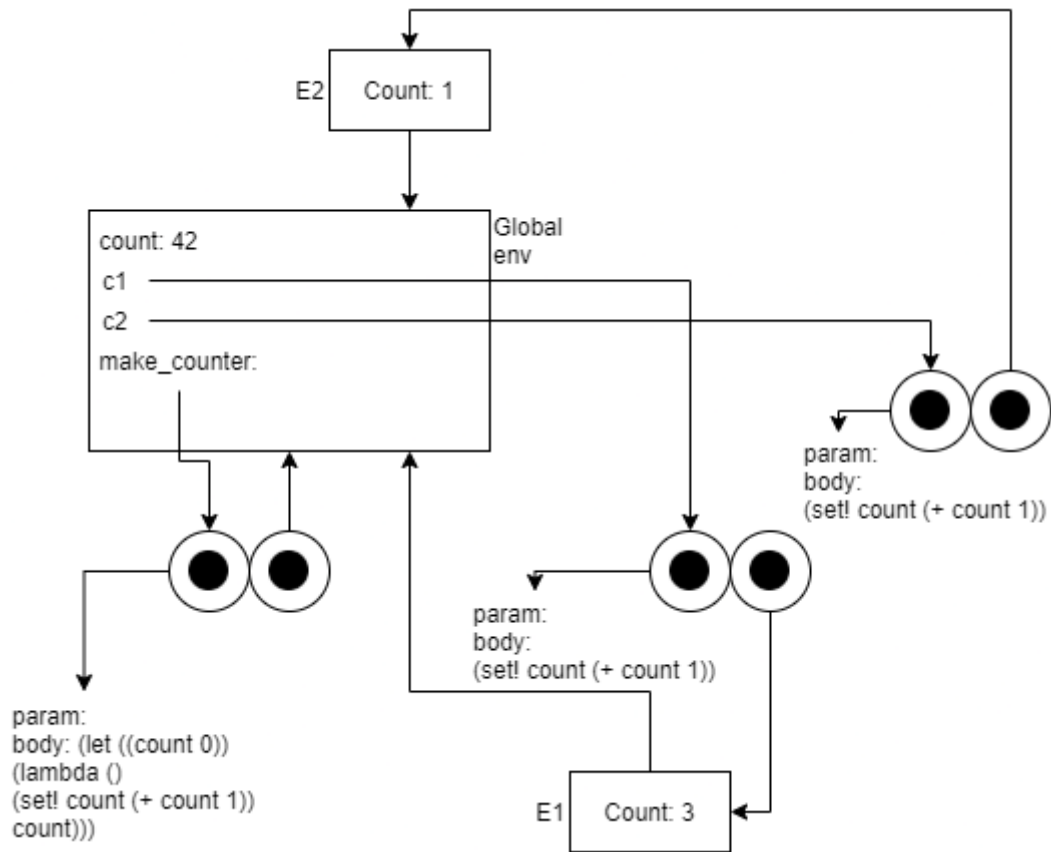 E2
Count: 1
Global
env
count: 42
c1
c2
make_counter:
param:
body:
(set! count (+ count 1))
param:
body:
(set! count (+ count 1))
param:
body: (let ((count 0))
(lambda ()
(set! count (+ count 1))
count)))
E1
Count: 3